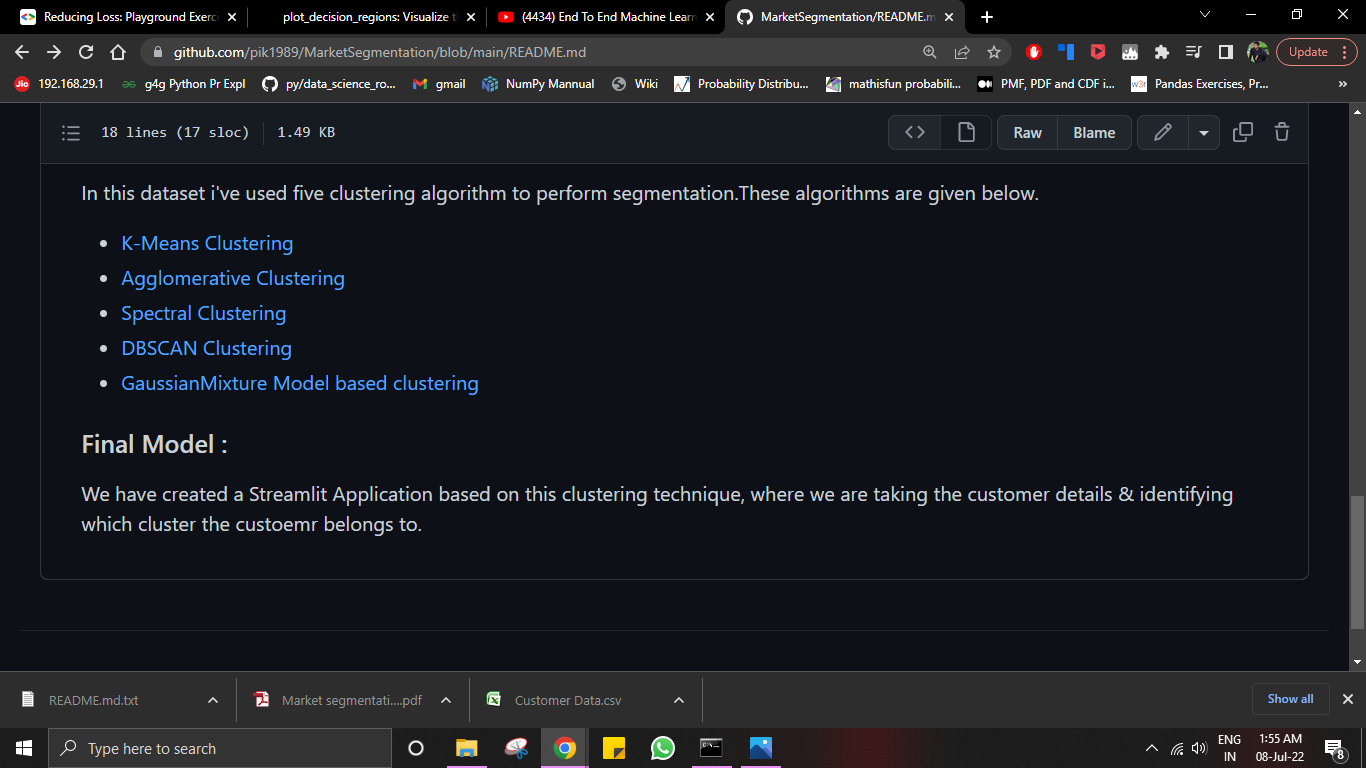 Reducing Loss: Playground Exerc
plot_decision_regions: Visualize t
(4434) End To End Machine Learn
MarketSegmentation/README.m
github.com/pik1989/MarketSegmentation/blob/main/README.md
Update
Jio 192.168.29.1
g4g Python Pr Expl
py/data_science_ro...
gmail
NumPy Mannual
Wiki
Probability Distribu...
mathisfun probabili...
PMF, PDF and CDF i...
w3r Pandas Exercises, Pr...
»
18 lines (17 sloc) 1.49 KB
Raw
Blame
In this dataset i've used five clustering algorithm to perform segmentation.These algorithms are given below.
K-Means Clustering
Agglomerative Clustering
Spectral Clustering
DBSCAN Clustering
GaussianMixture Model based clustering
Final Model :
We have created a Streamlit Application based on this clustering technique, where we are taking the customer details & identifying
which cluster the custoemr belongs to.
README.md.txt
Market segmentati....pdf
Customer Data.csv
Show all
Type here to search
ENG
IN
1:55 AM
08-Jul-22
8